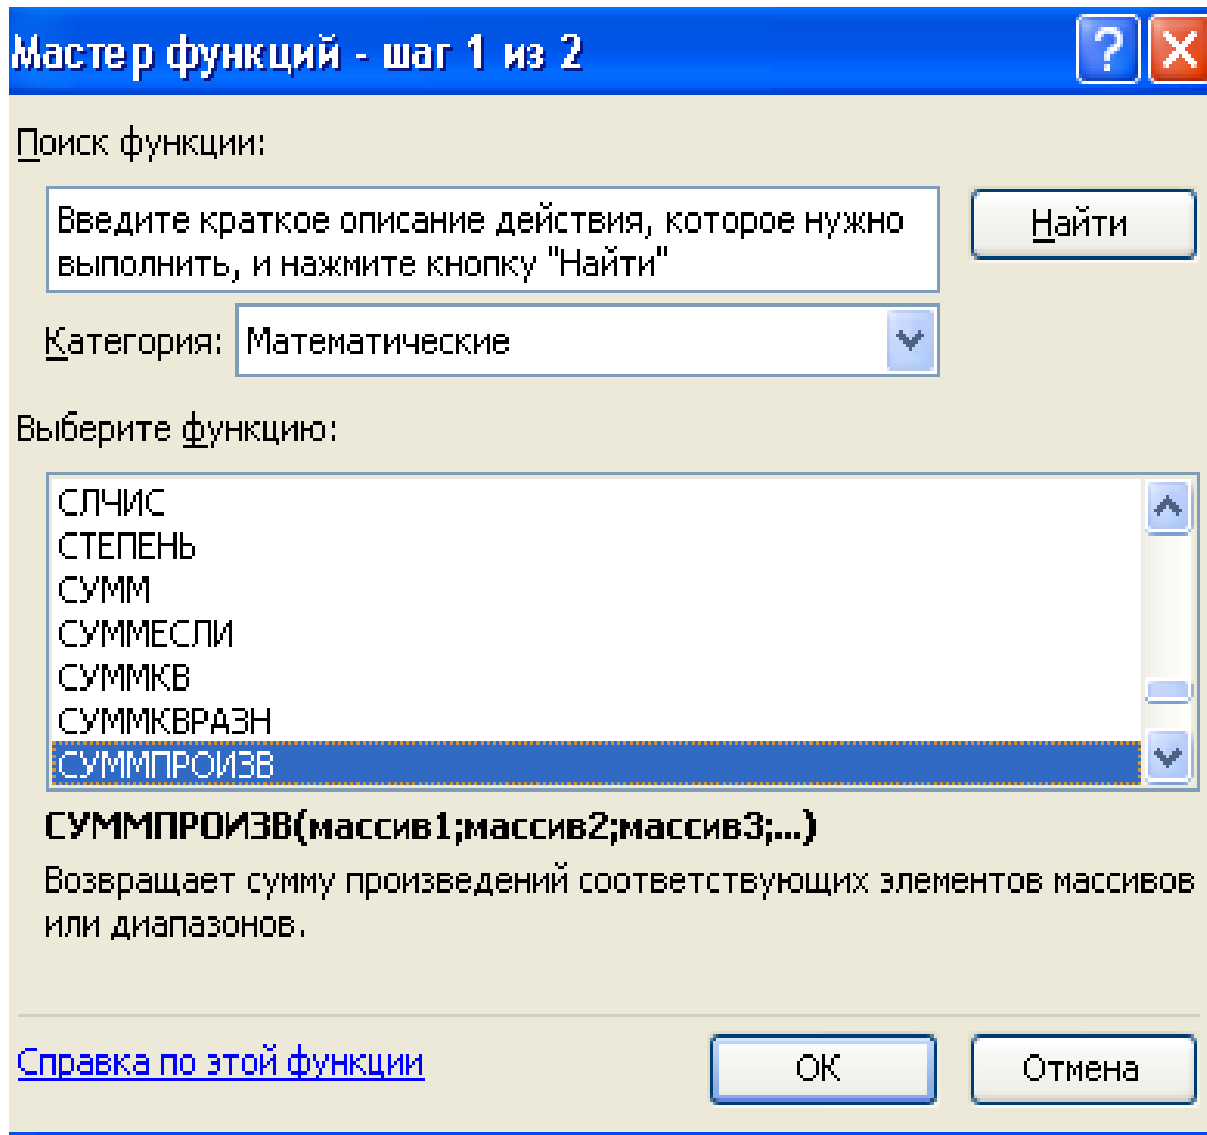 Мастер функций - шаг 1 из 2
Поиск функции:
Введите краткое описание действия, которое нужно
выполнить, и нажмите кнопку "Найти"
Найти
Категория: Математические
Выберите функцию:
СЛЧИС
СТЕПЕНЬ
СУММ
СУММЕСЛИ
СУММКВ
СУММКВРАЗН
СУММПРОИЗВ
СУММПРОИЗВ(массив1;массив2;массив3;...)
Возвращает сумму произведений соответствующих элементов массивов
или диапазонов.
Справка по этой функции
ОК
Отмена